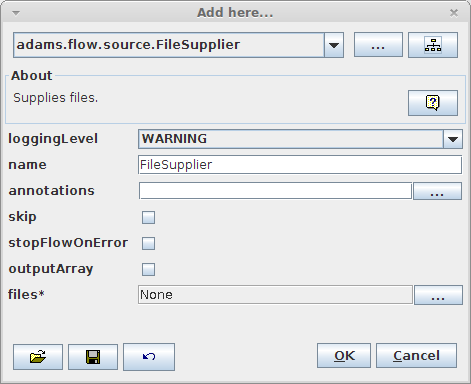 Add here...
adams.flow.source.FileSupplier
...
About
Supplies files.
loggingLevel WARNING
name FileSupplier
annotations ...
skip
stopFlowOnError
outputArray
files* None ...
OK Cancel